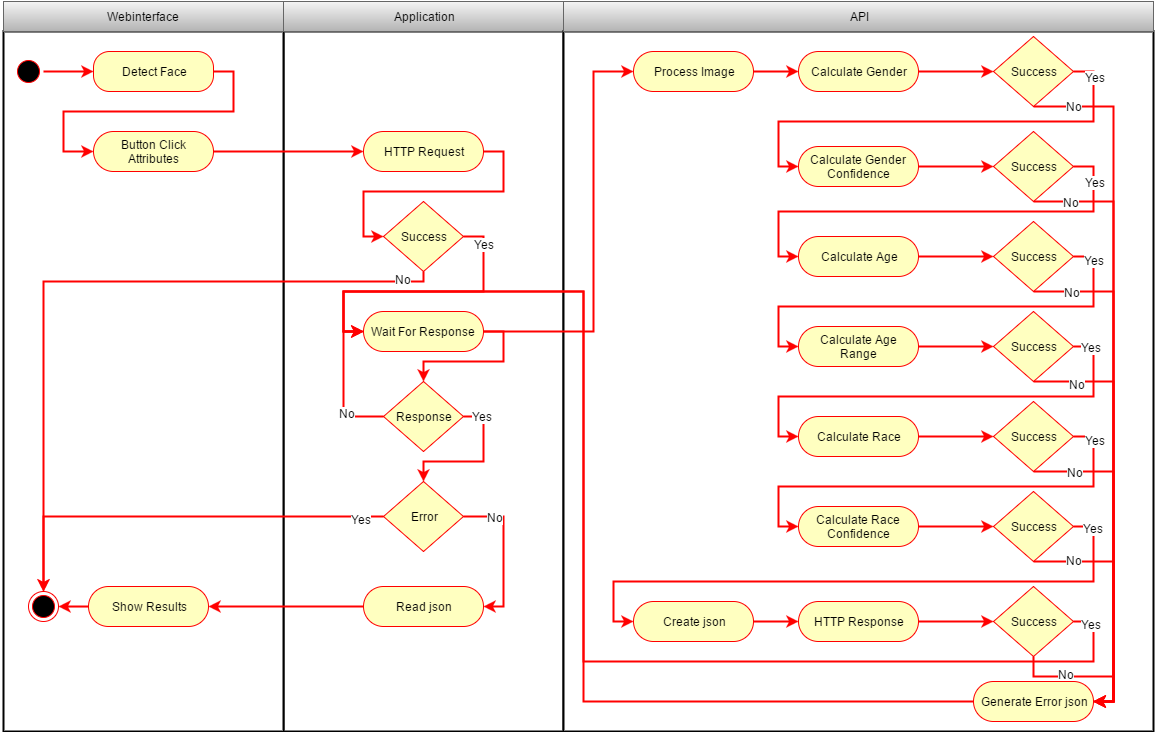 Webinterface
Application
API
Detect Face
Process Image
Calculate Gender
Success
Yes
No
Button Click
Attributes
HTTP Request
Calculate Gender
Confidence
Success
Yes
No
Success
Yes
No
Calculate Age
Success
Yes
No
Wait For Response
Calculate Age
Range
Success
Yes
No
Response
No
Yes
Calculate Race
Success
Yes
No
Error
Yes
No
Calculate Race
Confidence
Success
Yes
No
Show Results
Read json
Create json
HTTP Response
Success
Yes
No
Generate Error json